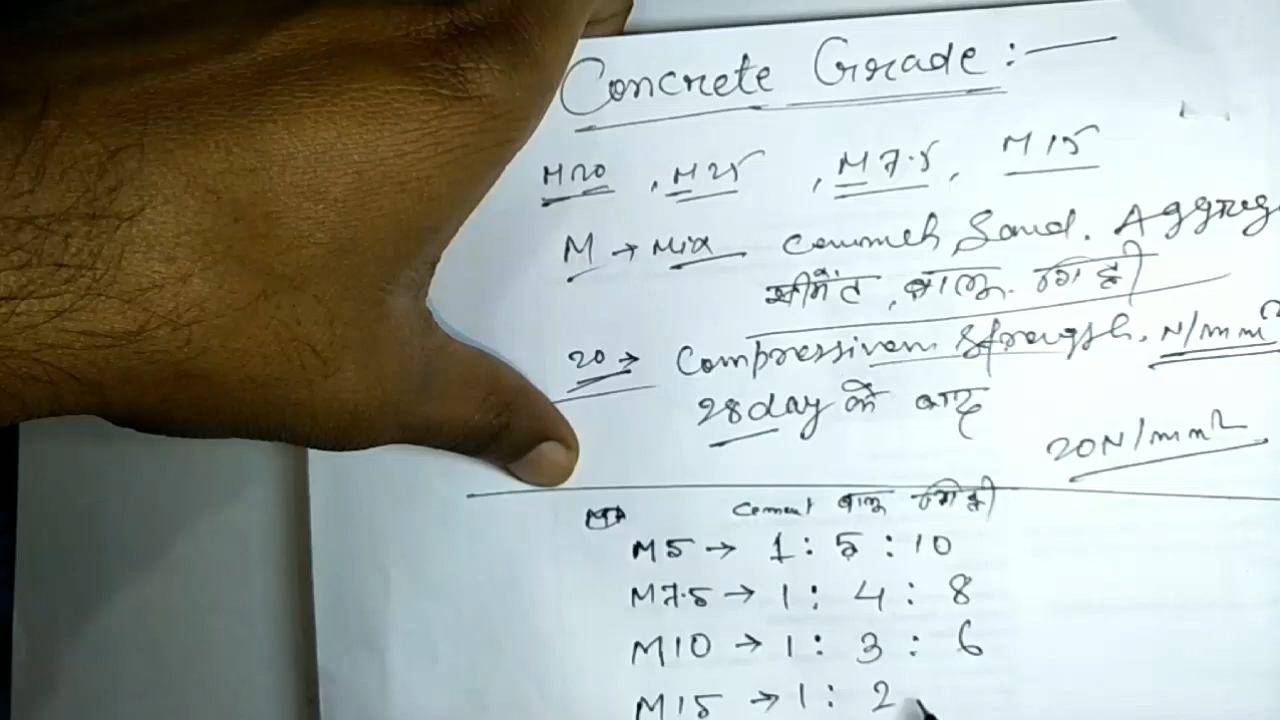 Concrete Grade :—
M20 , M25 , M7.5 , M15
M → Mix Cement, Sand. Aggreg
सीमेंट , बालू . गिट्टी
20 → Compressive Strength. N/mm²
28day के बाद
20N/mm²
Cement बालू गिट्टी
M5 → 1 : 5 : 10
M7.5 → 1 : 4 : 8
M10 → 1 : 3 : 6
M15 → 1 : 2